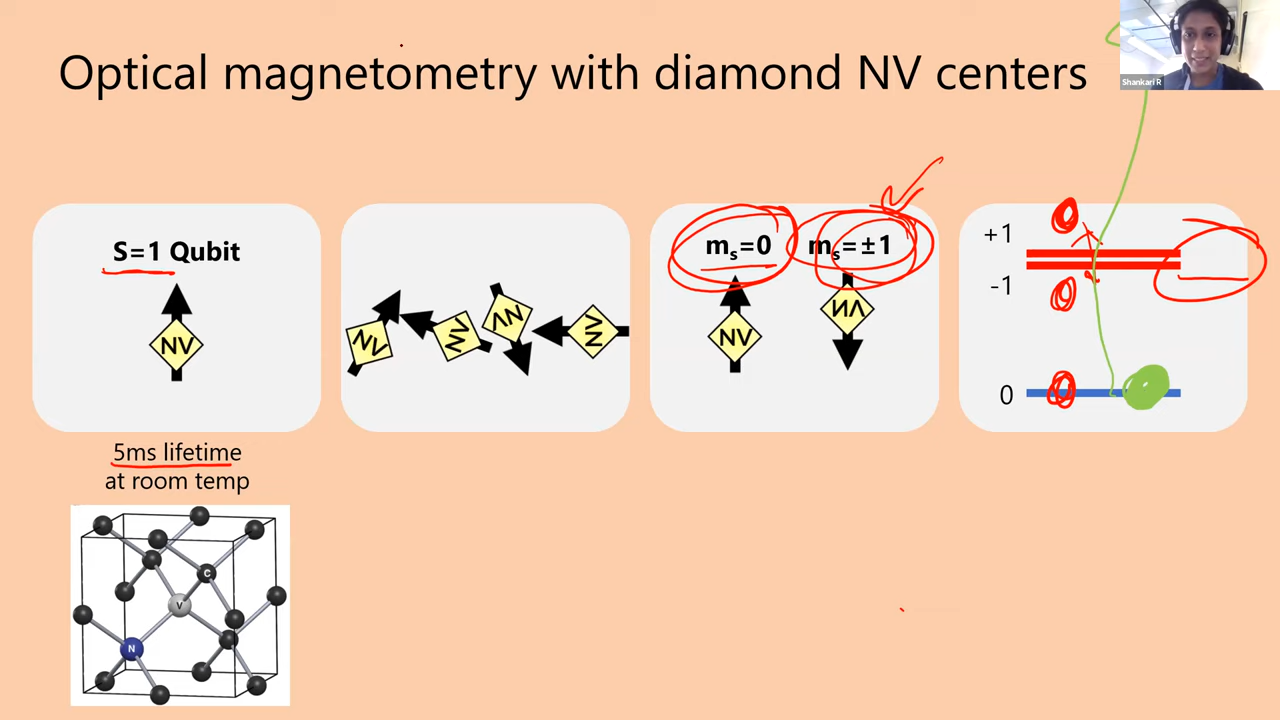 Shankari R
Optical magnetometry with diamond NV centers
S=1 Qubit
NV
5ms lifetime
at room temp
C
V
N
NV
NV
NV
NV
ms=0
ms=±1
NV
NV
+1
-1
0